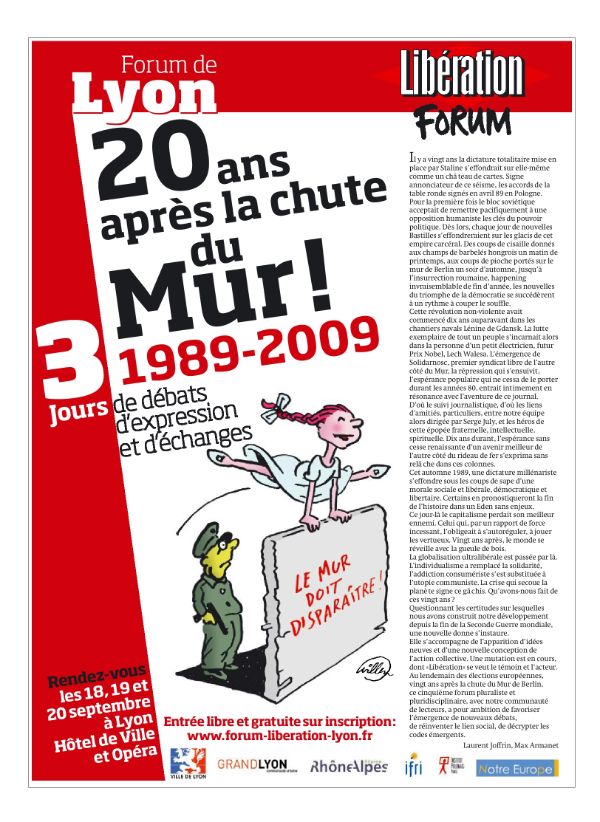 Forum de
Lyon
20 ans
après la chute
du
Mur !
1989-2009
3
Jours
de débats
d'expression
et d'échanges
LE MUR
DOIT
DISPARAÎTRE !
Willem
Rendez-vous
les 18, 19 et
20 septembre
à Lyon
Hôtel de Ville
et Opéra
Entrée libre et gratuite sur inscription :
www.forum-liberation-lyon.fr
Libération
FORUM
Il y a vingt ans la dictature totalitaire mise en
place par Staline s'effondrait sur elle-même
comme un châ teau de cartes. Signe
annonciateur de ce séisme, les accords de la
table ronde signés en avril 89 en Pologne.
Pour la première fois le bloc soviétique
acceptait de remettre pacifiquement à une
opposition humaniste les clés du pouvoir
politique. Dès lors, chaque jour de nouvelles
Bastilles s'effondreraient sur les glacis de cet
empire carcéral. Des coups de cisaille donnés
aux champs de barbelés hongrois un matin de
printemps, aux coups de pioche portés sur le
mur de Berlin un soir d'automne, jusqu'à
l'insurrection roumaine, happening
invraisemblable de fin d'année, les nouvelles
du triomphe de la démocratie se succédèrent
à un rythme à couper le souffle.
Cette révolution non-violente avait
commencé dix ans auparavant dans les
chantiers navals Lénine de Gdansk. La lutte
exemplaire de tout un peuple s'incarnait alors
dans la personne d'un petit électricien, futur
Prix Nobel, Lech Walesa. L'émergence de
Solidarnosc, premier syndicat libre de l'autre
côté du Mur, la répression qui s'ensuivit,
l'espérance populaire qui ne cessa de le porter
durant les années 80, entrait intimement en
résonance avec l'aventure de ce journal.
D'où le suivi journalistique, d'où les liens
d'amitiés, particuliers, entre notre équipe
alors dirigée par Serge July, et les héros de
cette épopée fraternelle, intellectuelle,
spirituelle. Dix ans durant, l'espérance sans
cesse renaissante d'un avenir meilleur de
l'autre côté du rideau de fer s'exprima sans
relâ che dans ces colonnes.
Cet automne 1989, une dictature millénariste
s'effondre sous les coups de sape d'une
morale sociale et libérale, démocratique et
libertaire. Certains en pronostiqueront la fin
de l'histoire dans un Eden sans enjeux.
Ce jour-là le capitalisme perdait son meilleur
ennemi. Celui qui, par un rapport de force
incessant, l'obligeait à s'autoréguler, à jouer
les vertueux. Vingt ans après, le monde se
réveille avec la gueule de bois.
La globalisation ultralibérale est passée par là.
L'individualisme a remplacé la solidarité,
l'addiction consumériste s'est substituée à
l'utopie communiste. La crise qui secoue la
planète signe ce gâchis. Qu'avons-nous fait de
ces vingt ans ?
Questionnant les certitudes sur lesquelles
nous avons construit notre développement
depuis la fin de la Seconde Guerre mondiale,
une nouvelle donne s'instaure.
Elle s'accompagne de l'apparition d'idées
neuves et d'une nouvelle conception de
l'action collective. Une mutation est en cours,
dont «Libération» se veut le témoin et l'acteur.
Au lendemain des élections européennes,
vingt ans après la chute du Mur de Berlin,
ce cinquième forum pluraliste et
pluridisciplinaire, avec notre communauté
de lecteurs, a pour ambition de favoriser
l'émergence de nouveaux débats,
de réinventer le lien social, de décrypter les
codes émergents.
Laurent Joffrin, Max Armanet
VILLE DE LYON
GRANDLYON
communauté urbaine
RhôneAlpes
ifri
INSTITUT
POLONAIS
PARIS
Notre Europe